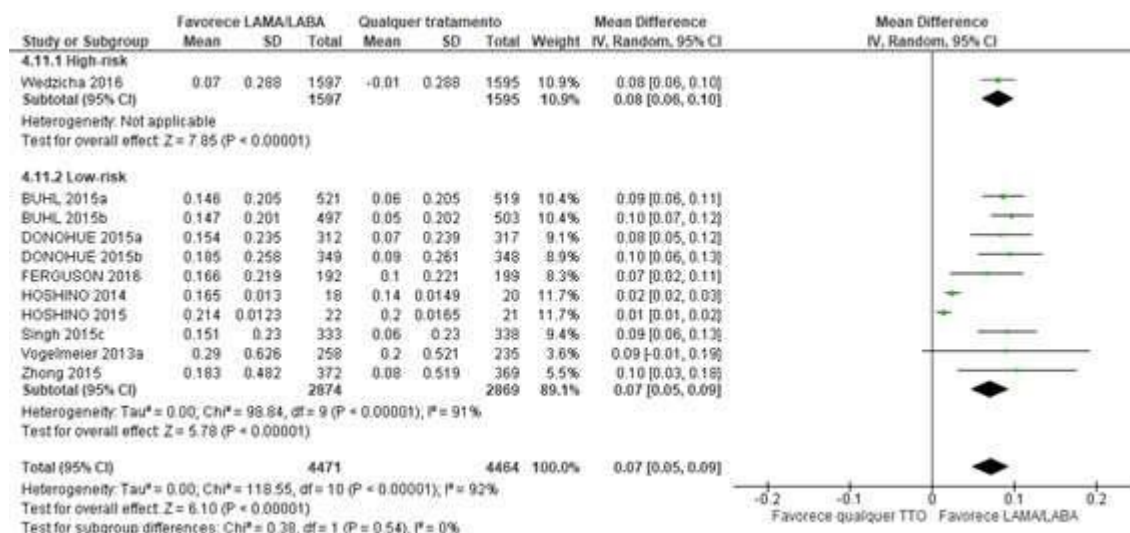 Favorece LAMA/LABA Qualquer tratamento Mean Difference Mean Difference
Study or Subgroup Mean SD Total Mean SD Total Weight IV, Random, 95% CI IV, Random, 95% CI
4.11.1 High-risk
Wedzicha 2016 0.07 0.288 1597 -0.01 0.288 1595 10.9% 0.08 [0.06, 0.10]
Subtotal (95% CI) 1597 1595 10.9% 0.08 [0.06, 0.10]
Heterogeneity: Not applicable
Test for overall effect: Z = 7.85 (P < 0.00001)
4.11.2 Low-risk
BUHL 2015a 0.146 0.205 521 0.06 0.205 519 10.4% 0.09 [0.06, 0.11]
BUHL 2015b 0.147 0.201 497 0.05 0.202 503 10.4% 0.10 [0.07, 0.12]
DONOHUE 2015a 0.154 0.235 312 0.07 0.239 317 9.1% 0.08 [0.05, 0.12]
DONOHUE 2015b 0.185 0.258 349 0.09 0.261 348 8.9% 0.10 [0.06, 0.13]
FERGUSON 2016 0.166 0.219 192 0.1 0.221 199 8.3% 0.07 [0.02, 0.11]
HOSHINO 2014 0.165 0.013 18 0.14 0.0149 20 11.7% 0.02 [0.02, 0.03]
HOSHINO 2015 0.214 0.0123 22 0.2 0.0165 21 11.7% 0.01 [0.01, 0.02]
Singh 2015c 0.151 0.23 333 0.06 0.23 338 9.4% 0.09 [0.06, 0.13]
Vogelmeier 2013a 0.29 0.626 258 0.2 0.521 235 3.6% 0.09 [-0.01, 0.19]
Zhong 2015 0.183 0.482 372 0.08 0.519 369 5.5% 0.10 [0.03, 0.18]
Subtotal (95% CI) 2874 2869 89.1% 0.07 [0.05, 0.09]
Heterogeneity: Tau² = 0.00; Chi² = 98.84, df = 9 (P < 0.00001); I² = 91%
Test for overall effect: Z = 5.78 (P < 0.00001)
Total (95% CI) 4471 4464 100.0% 0.07 [0.05, 0.09]
Heterogeneity: Tau² = 0.00; Chi² = 118.55, df = 10 (P < 0.00001); I² = 92%
Test for overall effect: Z = 6.10 (P < 0.00001)
Test for subgroup differences: Chi² = 0.38, df = 1 (P = 0.54), I² = 0%
-0.2 -0.1 0 0.1 0.2
Favorece qualquer TTO Favorece LAMA/LABA